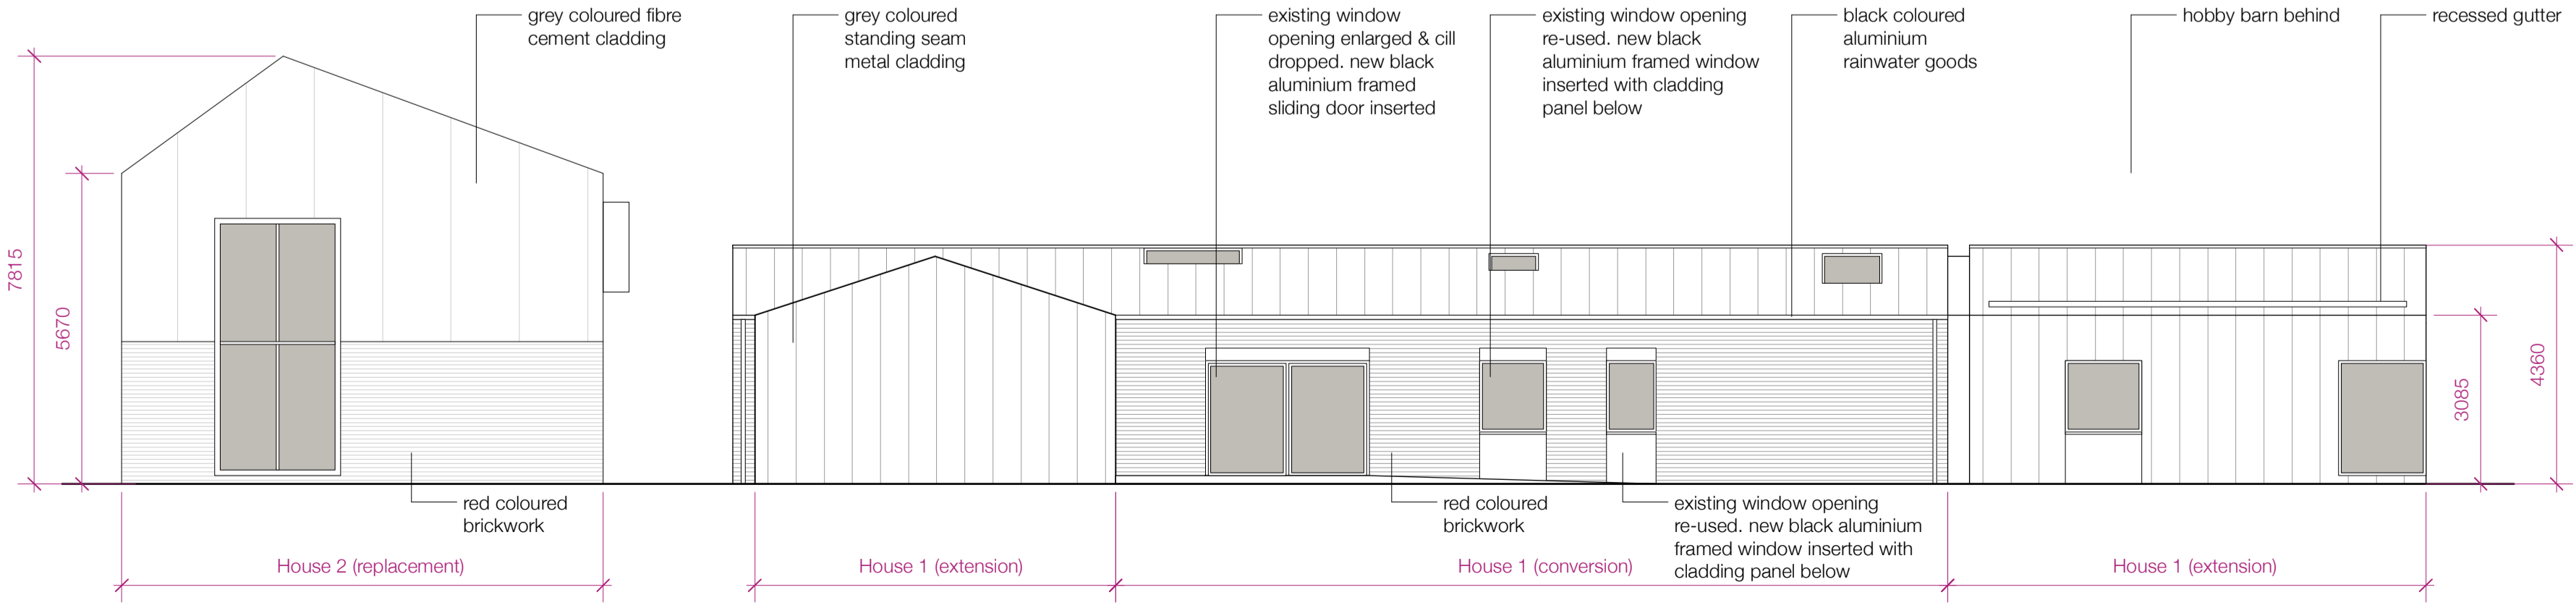 grey coloured fibre
cement cladding
grey coloured
standing seam
metal cladding
existing window
opening enlarged & cill
dropped. new black
aluminium framed
sliding door inserted
existing window opening
re-used. new black
aluminium framed window
inserted with cladding
panel below
black coloured
aluminium
rainwater goods
hobby barn behind
recessed gutter
7815
5670
4360
3085
red coloured
brickwork
red coloured
brickwork
existing window opening
re-used. new black aluminium
framed window inserted with
cladding panel below
House 2 (replacement)
House 1 (extension)
House 1 (conversion)
House 1 (extension)